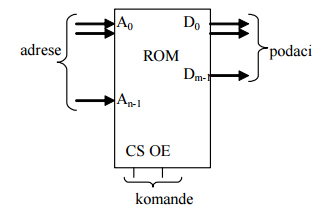 A0 D0
adrese ROM podaci
Dm-1
An-1
CS OE
komande